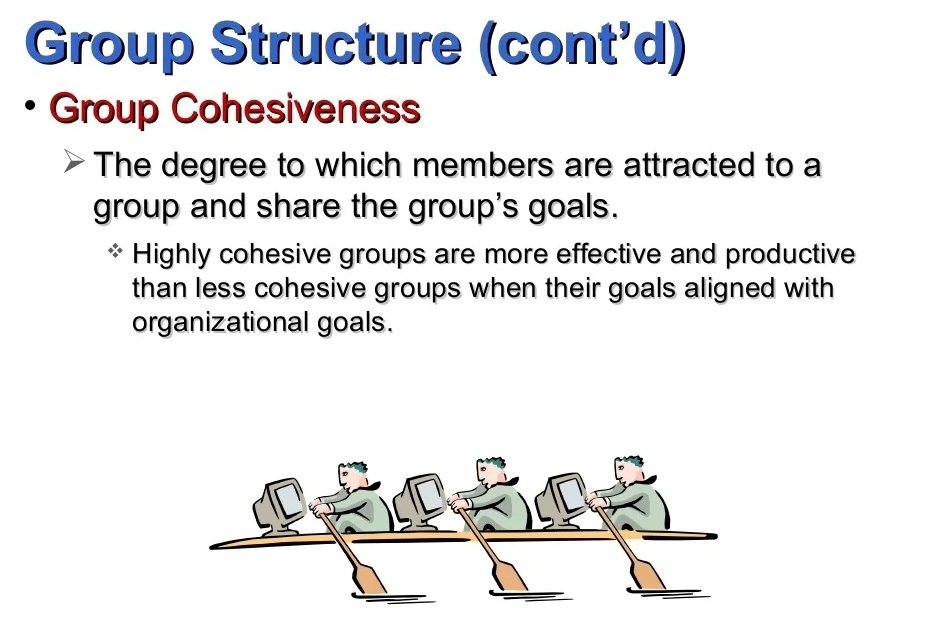 Group Structure (cont’d)
• Group Cohesiveness
➢ The degree to which members are attracted to a
group and share the group’s goals.
❖ Highly cohesive groups are more effective and productive
than less cohesive groups when their goals aligned with
organizational goals.